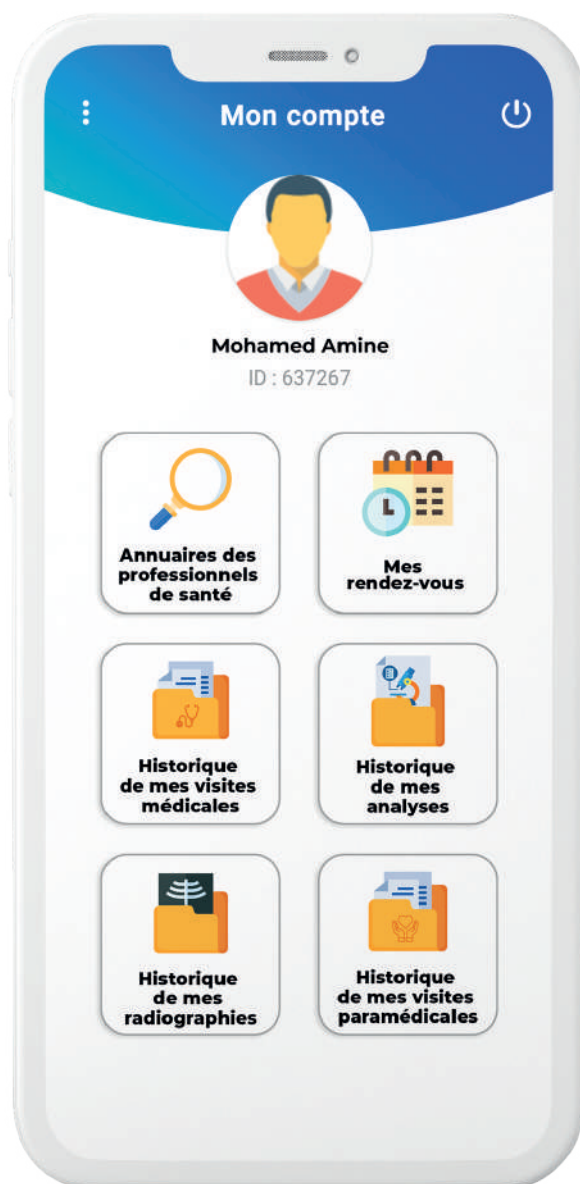 Mon compte
Mohamed Amine
ID : 637267
Annuaires des
professionnels
de santé
Mes
rendez-vous
Historique
de mes visites
médicales
Historique
de mes
analyses
Historique
de mes
radiographies
Historique
de mes visites
paramédicales